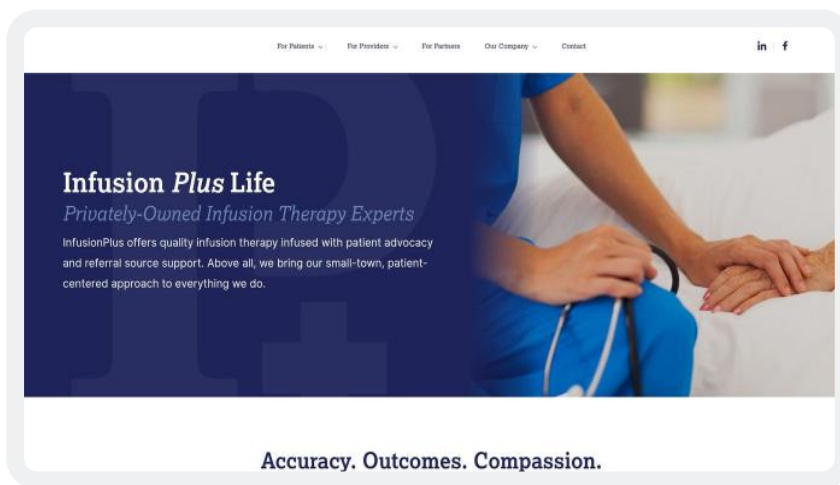 For Patients
For Providers
For Partners
Our Company
Contact
in
f
Infusion Plus Life
Privately-Owned Infusion Therapy Experts
InfusionPlus offers quality infusion therapy infused with patient advocacy
and referral source support. Above all, we bring our small-town, patient-
centered approach to everything we do.
Accuracy. Outcomes. Compassion.